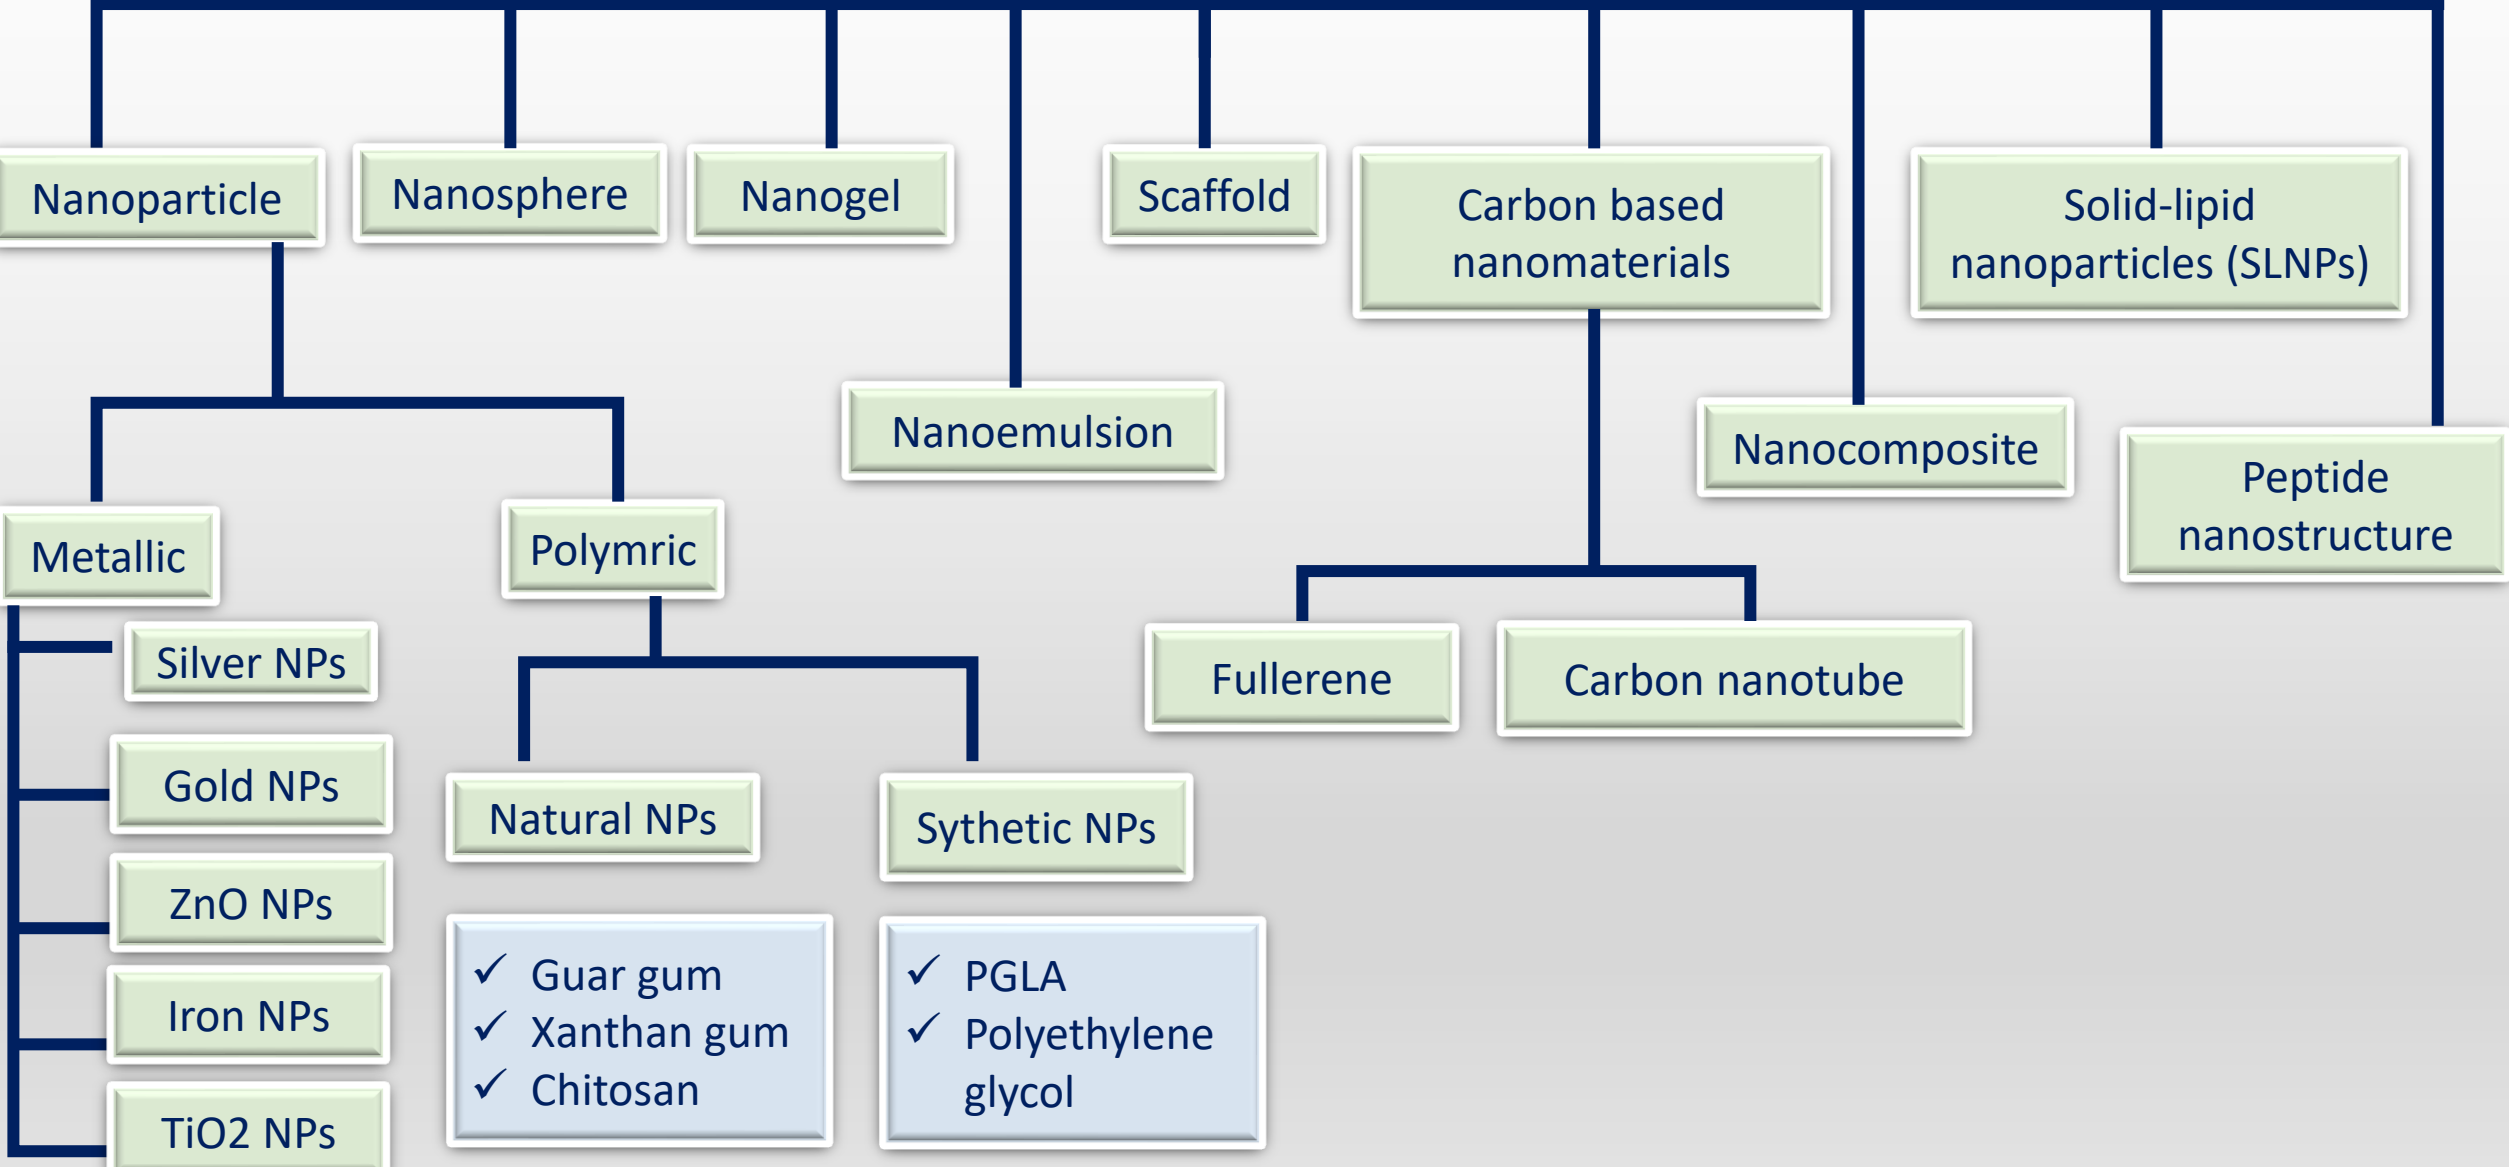 Nanoparticle
Nanosphere
Nanogel
Scaffold
Carbon based
nanomaterials
Solid-lipid
nanoparticles (SLNPs)
Nanoemulsion
Nanocomposite
Peptide
nanostructure
Metallic
Polymric
Fullerene
Carbon nanotube
Silver NPs
Gold NPs
ZnO NPs
Iron NPs
TiO2 NPs
Natural NPs
Sythetic NPs
✓ Guar gum
✓ Xanthan gum
✓ Chitosan
✓ PGLA
✓ Polyethylene
glycol